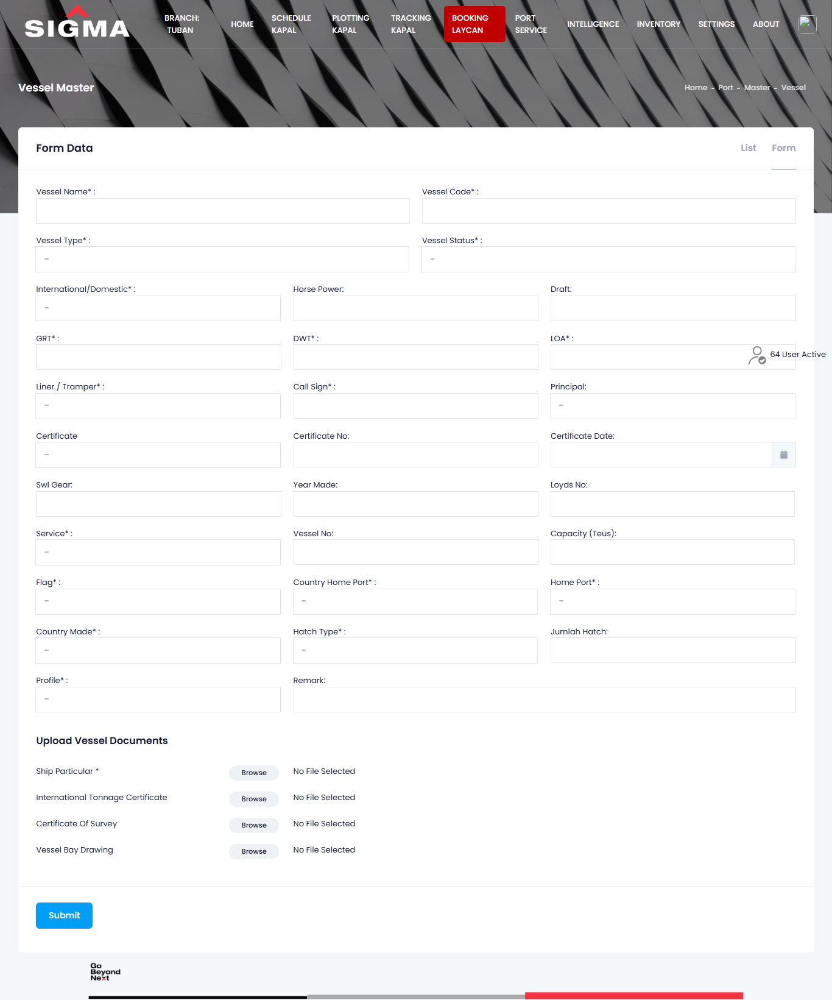 SIGMA
BRANCH: TUBAN
HOME
SCHEDULE KAPAL
PLOTTING KAPAL
TRACKING KAPAL
BOOKING LAYCAN
PORT SERVICE
INTELLIGENCE
INVENTORY
SETTINGS
ABOUT
Vessel Master
Home - Port - Master - Vessel
Form Data
List Form
Vessel Name* : Vessel Code* :
Vessel Type* : Vessel Status* :
- -
International/Domestic* : Horse Power: Draft:
-
GRT* : DWT* : LOA* :
64 User Active
Liner / Tramper* : Call Sign* : Principal:
- -
Certificate Certificate No: Certificate Date:
-
Swl Gear: Year Made: Loyds No:
Service* : Vessel No: Capacity (Teus):
-
Flag* : Country Home Port* : Home Port* :
- - -
Country Made* : Hatch Type* : Jumlah Hatch:
- -
Profile* : Remark:
-
Upload Vessel Documents
Ship Particular * Browse No File Selected
International Tonnage Certificate Browse No File Selected
Certificate Of Survey Browse No File Selected
Vessel Bay Drawing Browse No File Selected
Submit
Go
Beyond
Next